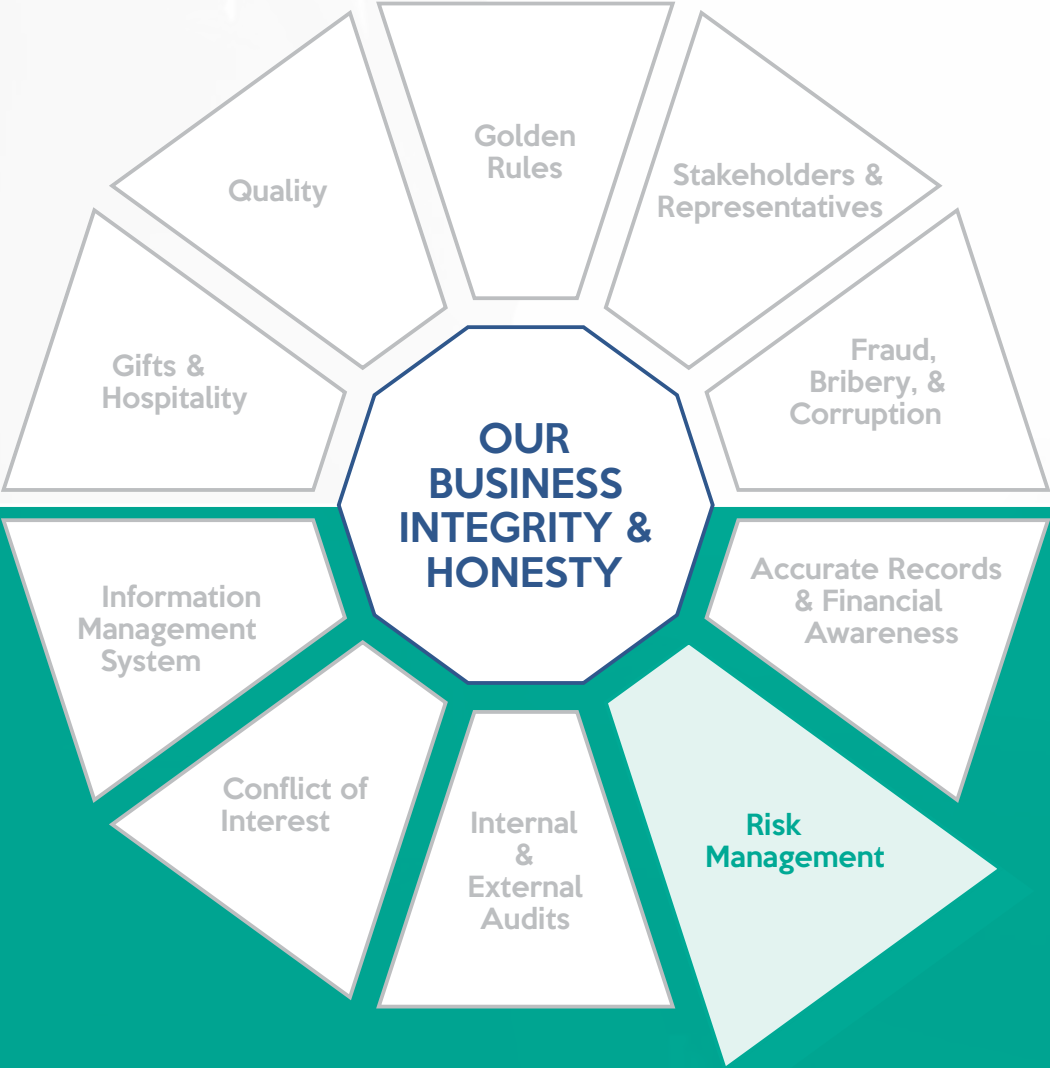 Golden
Rules
Stakeholders &
Representatives
Fraud,
Bribery, &
Corruption
Accurate Records
& Financial
Awareness
Risk
Management
Internal
&
External
Audits
Conflict of
Interest
Information
Management
System
Gifts &
Hospitality
Quality
OUR
BUSINESS
INTEGRITY &
HONESTY